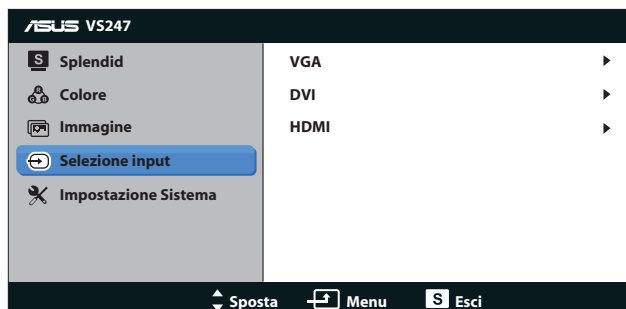 ASUS VS247
S Splendid
R G B Colore
Immagine
Selezione input
Impostazione Sistema
VGA
DVI
HDMI
Sposta Menu S Esci